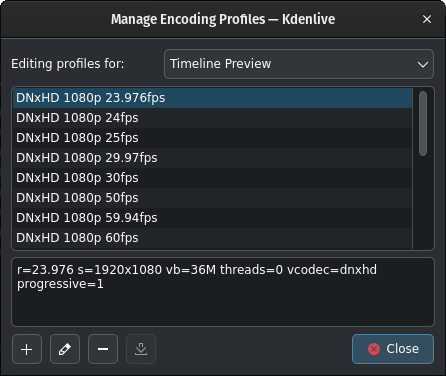 Manage Encoding Profiles — Kdenlive
Editing profiles for: Timeline Preview
DNxHD 1080p 23.976fps
DNxHD 1080p 24fps
DNxHD 1080p 25fps
DNxHD 1080p 29.97fps
DNxHD 1080p 30fps
DNxHD 1080p 50fps
DNxHD 1080p 59.94fps
DNxHD 1080p 60fps
r=23.976 s=1920x1080 vb=36M threads=0 vcodec=dnxhd
progressive=1
Close